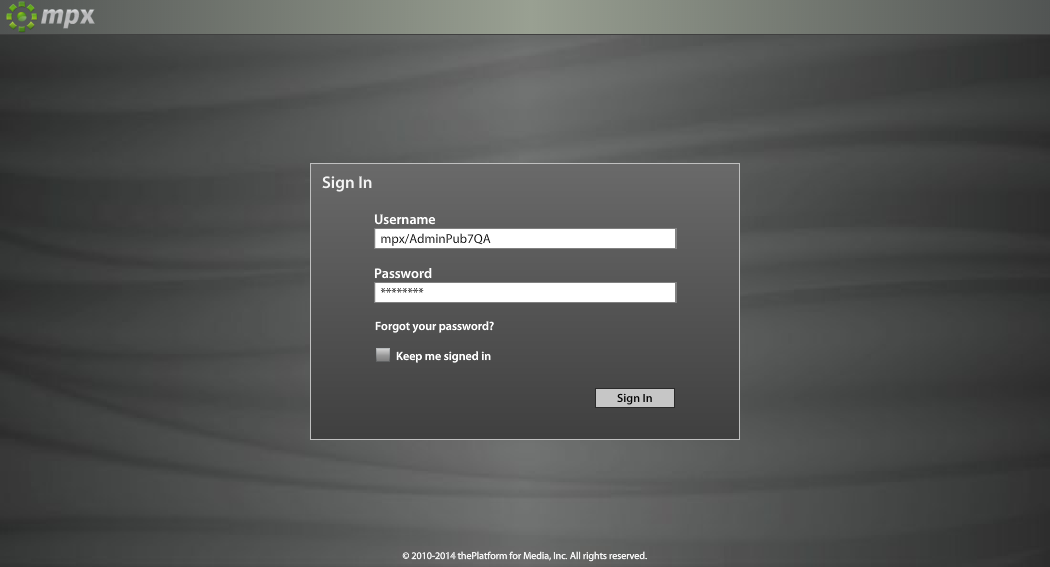 mpx
Sign In
Username
mpx/AdminPub7QA
Password
********
Forgot your password?
Keep me signed in
Sign In
© 2010-2014 thePlatform for Media, Inc. All rights reserved.